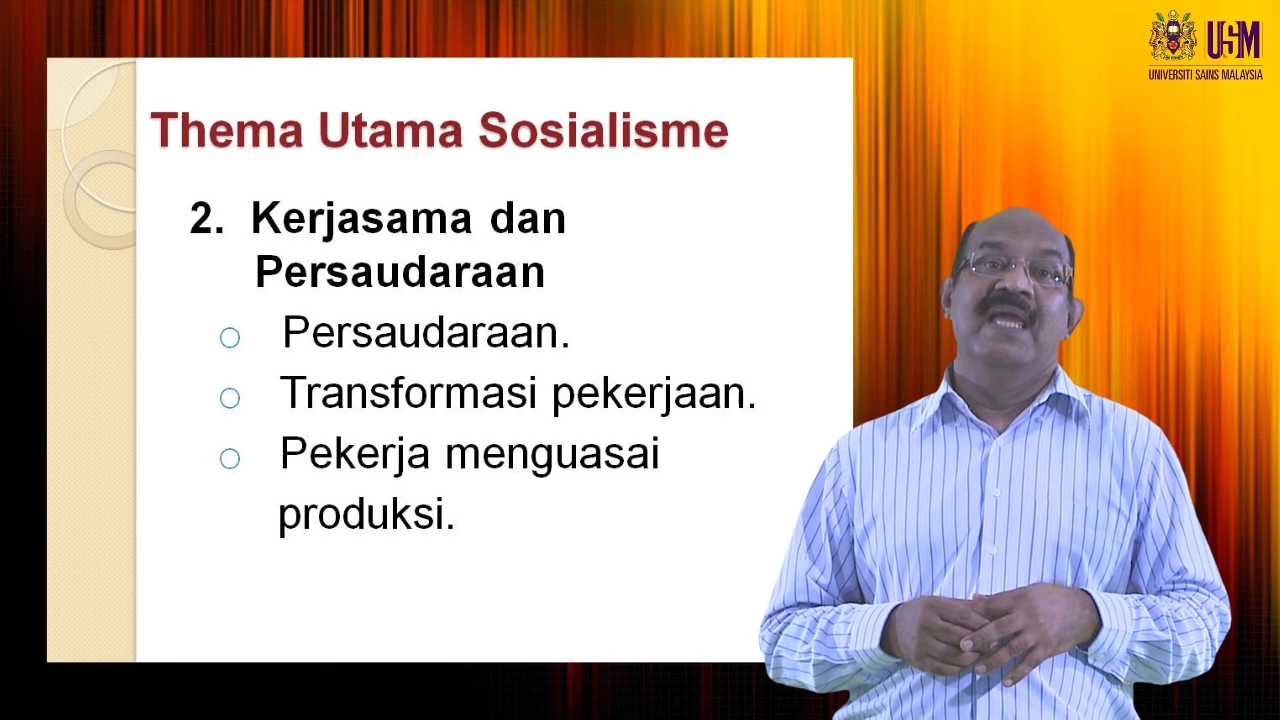 USM
UNIVERSITI SAINS MALAYSIA
Thema Utama Sosialisme
2. Kerjasama dan
Persaudaraan
Persaudaraan.
Transformasi pekerjaan.
Pekerja menguasai
produksi.